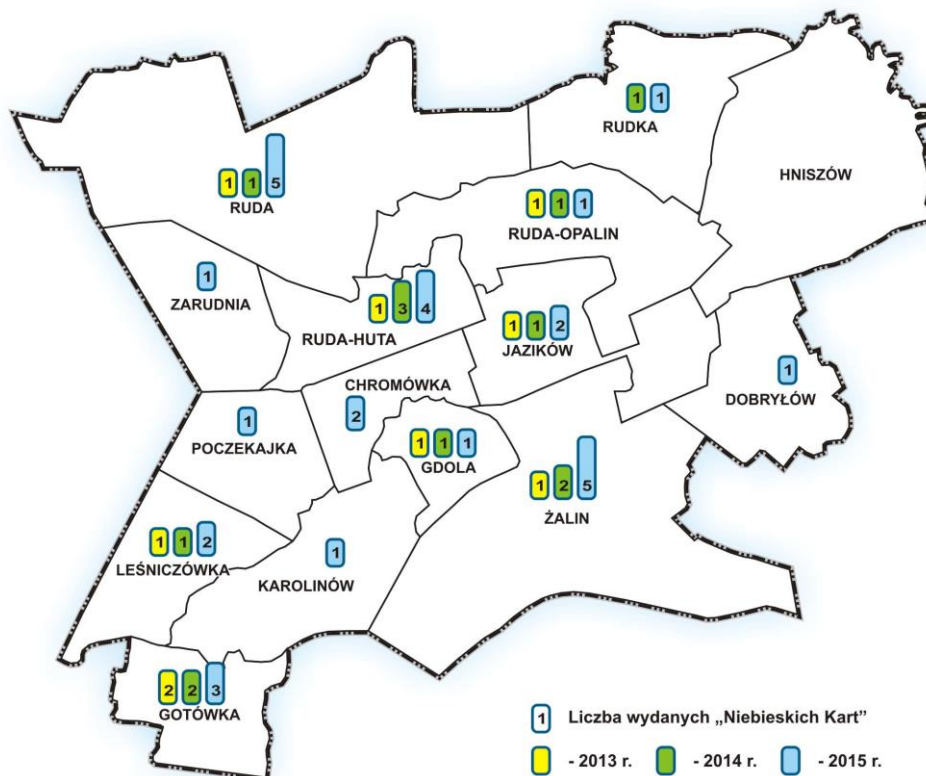 1 1
RUDKA
HNISZÓW
1 1 5
RUDA
1 1 1
RUDA-OPALIN
1
ZARUDNIA
1 3 4
RUDA-HUTA
1 1 2
JAZIKÓW
CHROMÓWKA
2
1
DOBRYŁÓW
1
POCZEKAJKA
1 1 1
GDOLA
1 2 5
ŻALIN
1 1 2
LEŚNICZÓWKA
1
KAROLINÓW
2 2 3
GOTÓWKA
1 Liczba wydanych „Niebieskich Kart”
- 2013 r. - 2014 r. - 2015 r.